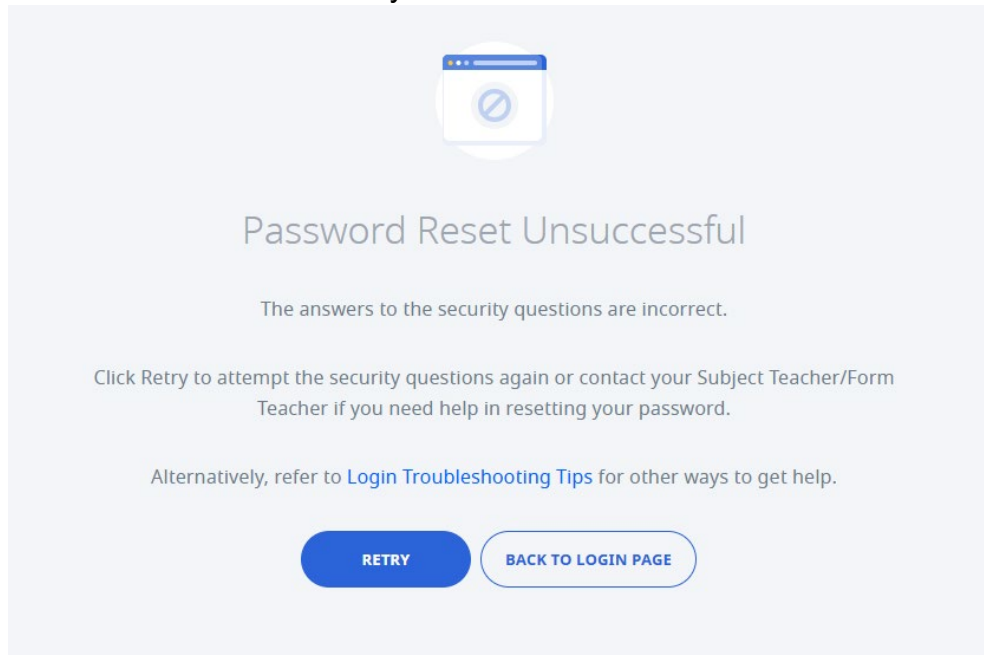 Password Reset Unsuccessful
The answers to the security questions are incorrect.
Click Retry to attempt the security questions again or contact your Subject Teacher/Form
Teacher if you need help in resetting your password.
Alternatively, refer to Login Troubleshooting Tips for other ways to get help.
RETRY
BACK TO LOGIN PAGE